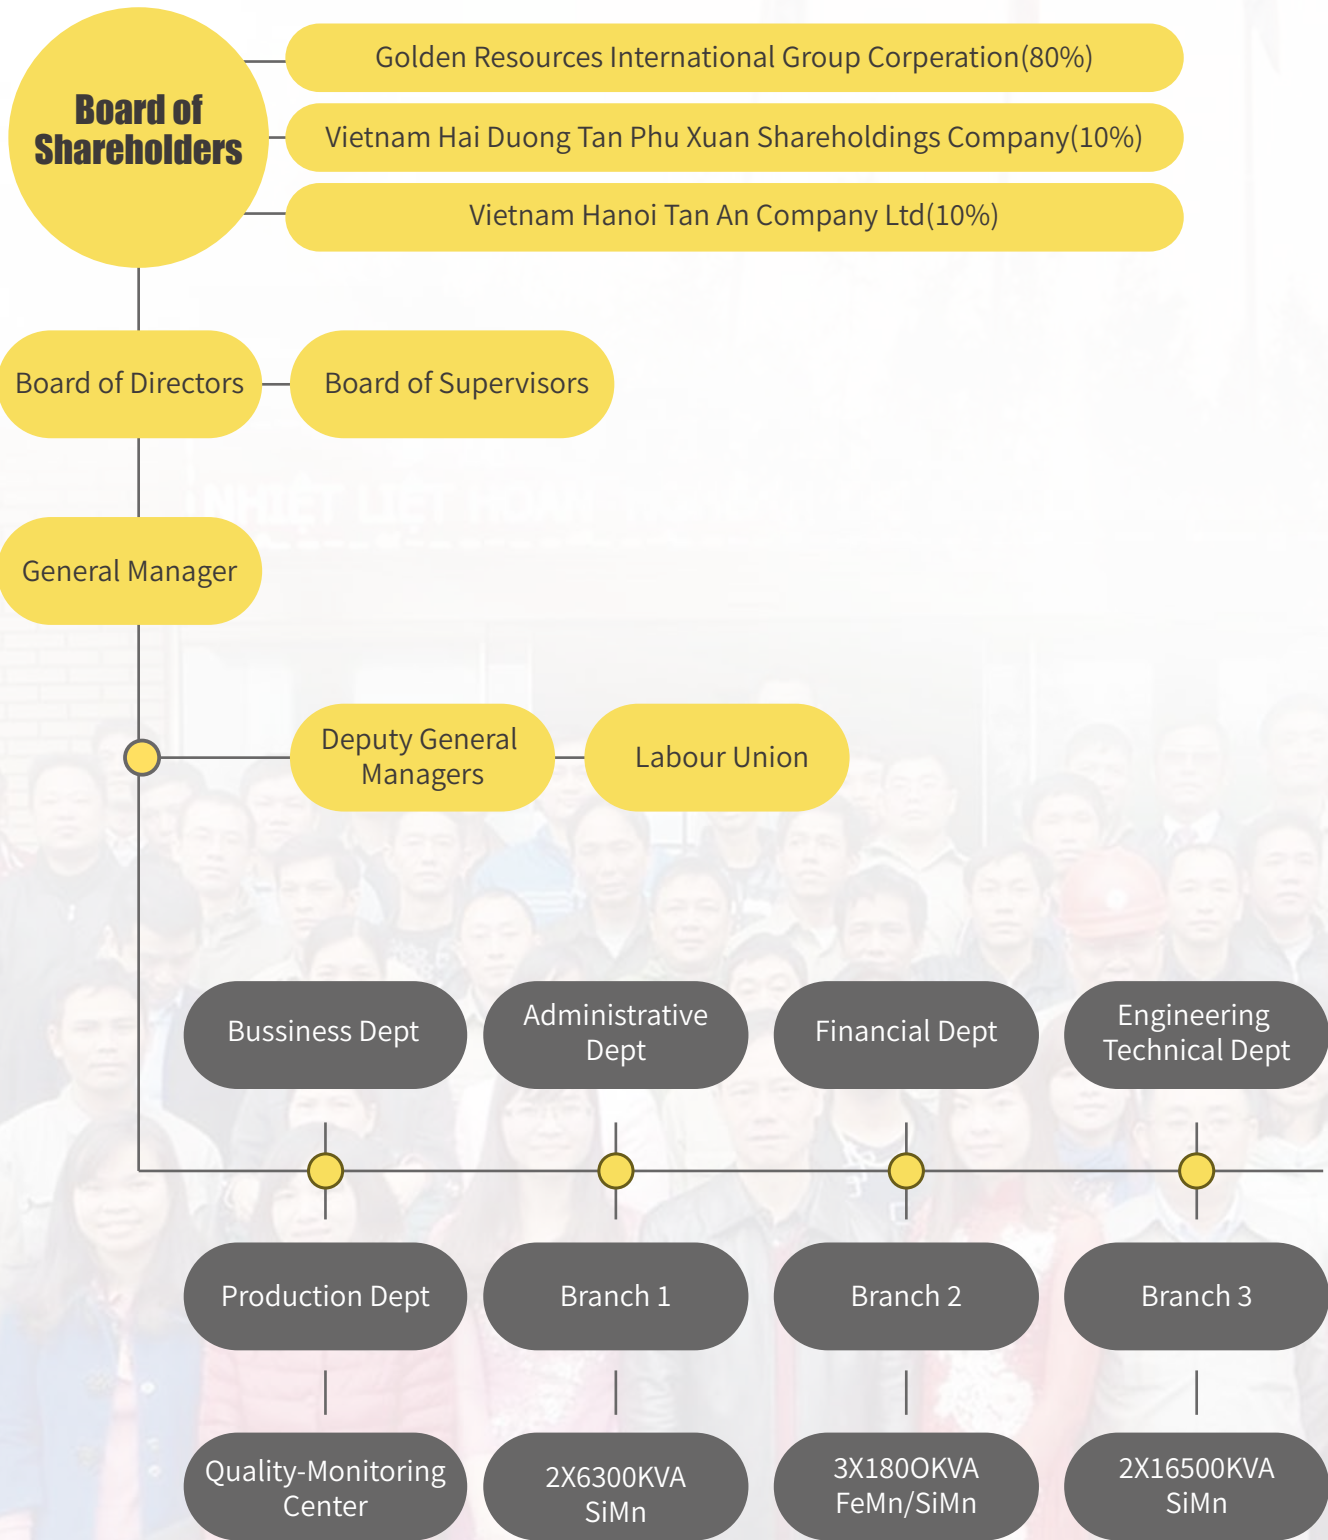 Board of
Shareholders
Golden Resources International Group Corperation(80%)
Vietnam Hai Duong Tan Phu Xuan Shareholdings Company(10%)
Vietnam Hanoi Tan An Company Ltd(10%)
Board of Directors
Board of Supervisors
NHIỆT LIỆT HOAN
General Manager
Deputy General
Managers
Labour Union
Bussiness Dept
Administrative
Dept
Financial Dept
Engineering
Technical Dept
Production Dept
Branch 1
Branch 2
Branch 3
Quality-Monitoring
Center
2X6300KVA
SiMn
3X180OKVA
FeMn/SiMn
2X16500KVA
SiMn